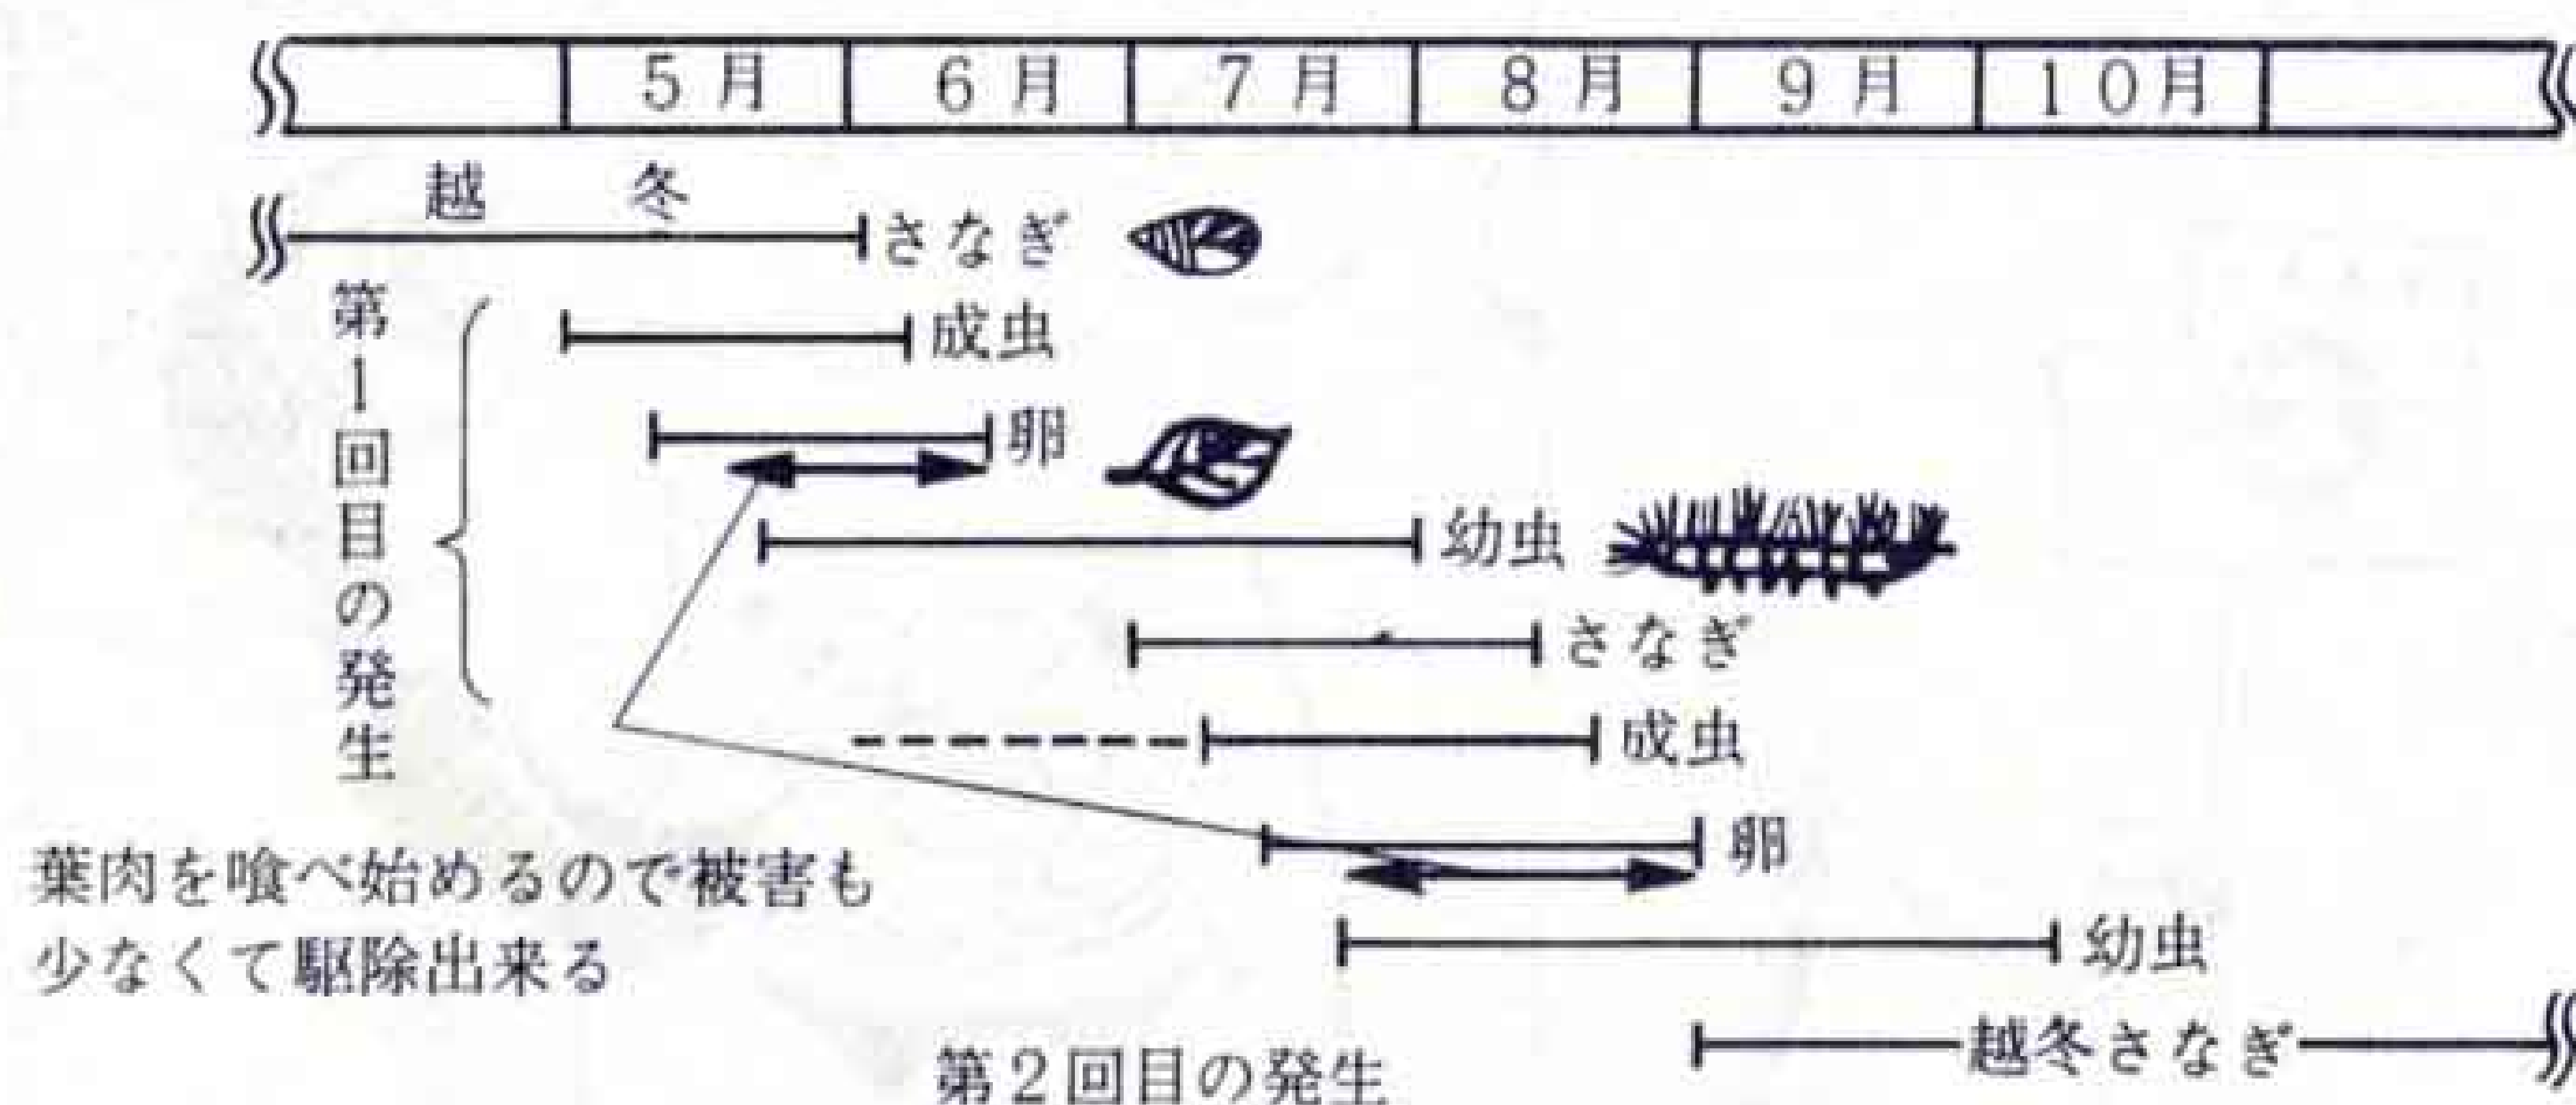 5月 6月 7月 8月 9月 10月
越冬
さなぎ
第1回目の発生
成虫
卵
幼虫
さなぎ
成虫
卵
葉肉を喰べ始めるので被害も
少なくて駆除出来る
幼虫
越冬さなぎ
第2回目の発生